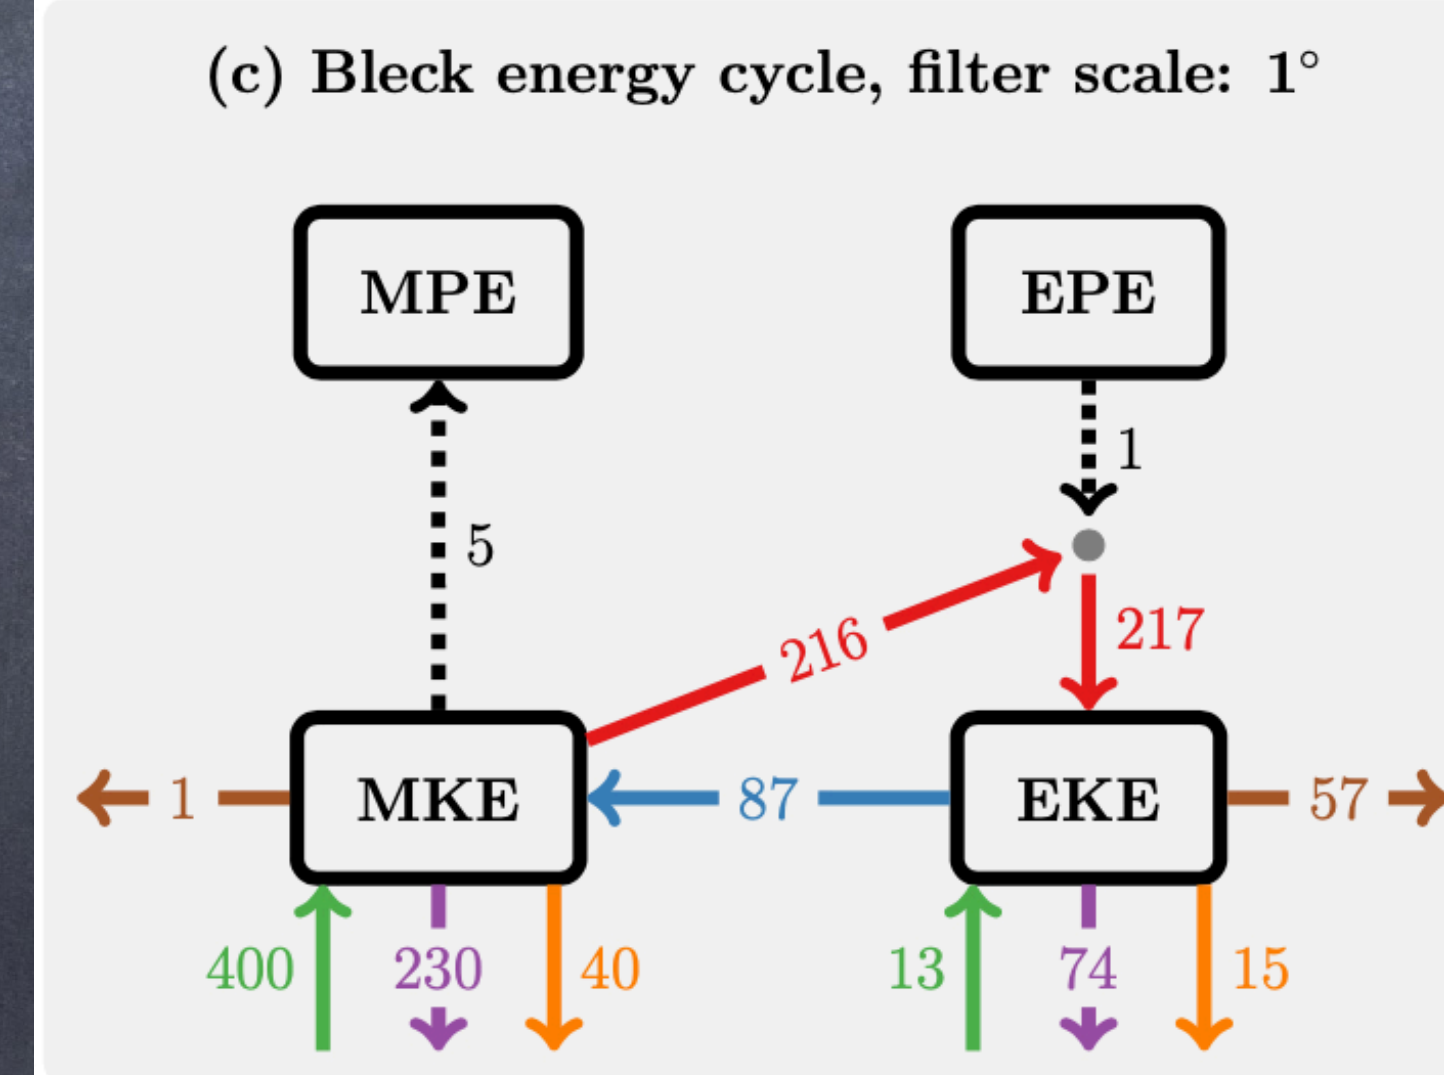 (c) Bleck energy cycle, filter scale: 1°
MPE EPE
1
5
216 217
1 MKE 87 EKE 57
400 230 40 13 74 15